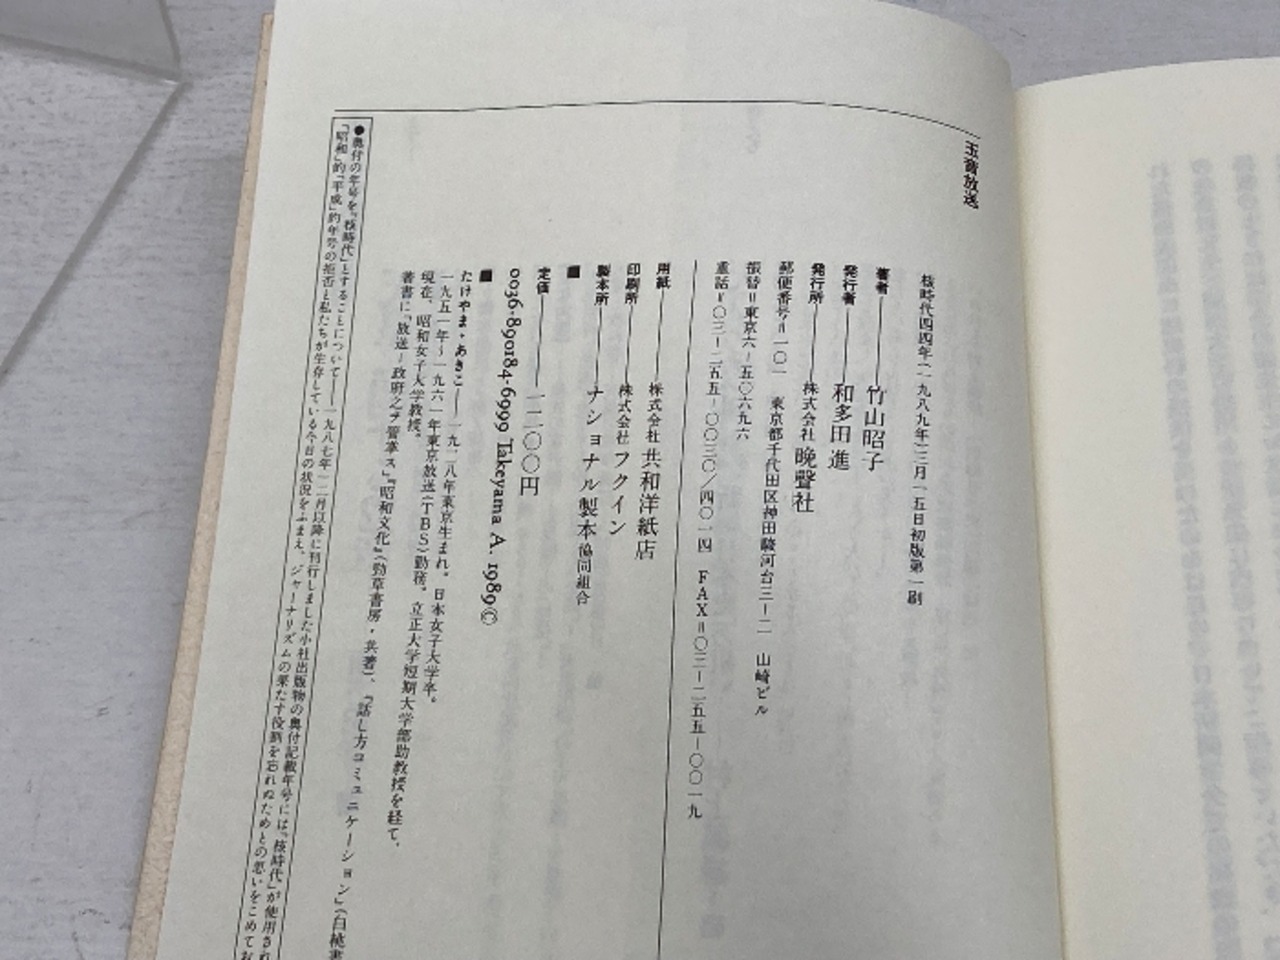 玉音放送
核時代四四年(一九八九年)三月一五日初版第一刷
著者――竹山昭子
発行者――和多田進
発行所――株式会社 晩聲社
郵便番号=一〇一 東京都千代田区神田駿河台三-二 山崎ビル
振替=東京六-五〇六九六
電話=〇三-二五五-〇〇三〇/四〇一四 FAX=〇三-二五五-〇〇一九
用紙――株式会社 共和洋紙店
印刷所――株式会社 フクイン
製本所――ナショナル製本協同組合
■
定価――一二〇〇円
0036-890184-6999 Takeyama A. 1989©
■
たけやま・あきこ――一九二八年東京生まれ。日本女子大学卒。
一九五一年~一九六一年東京放送(TBS)勤務。立正大学短期大学部助教授を経て、
現在、昭和女子大学教授。
著書に『放送-政府之ヲ管掌ス』『昭和文化』(勁草書房・共著)、『話し方コミュニケーション』(白桃書
●奥付の年号を「核時代」とすることについて――一九八七年一二月以降に刊行しました小社出版物の奥付記載年号には「核時代」が使用され
「昭和」的「平成」的年号の拒否と私たちが生存している今日の状況をふまえ、ジャーナリズムの果たす役割を忘れぬためとの思いをこめてお